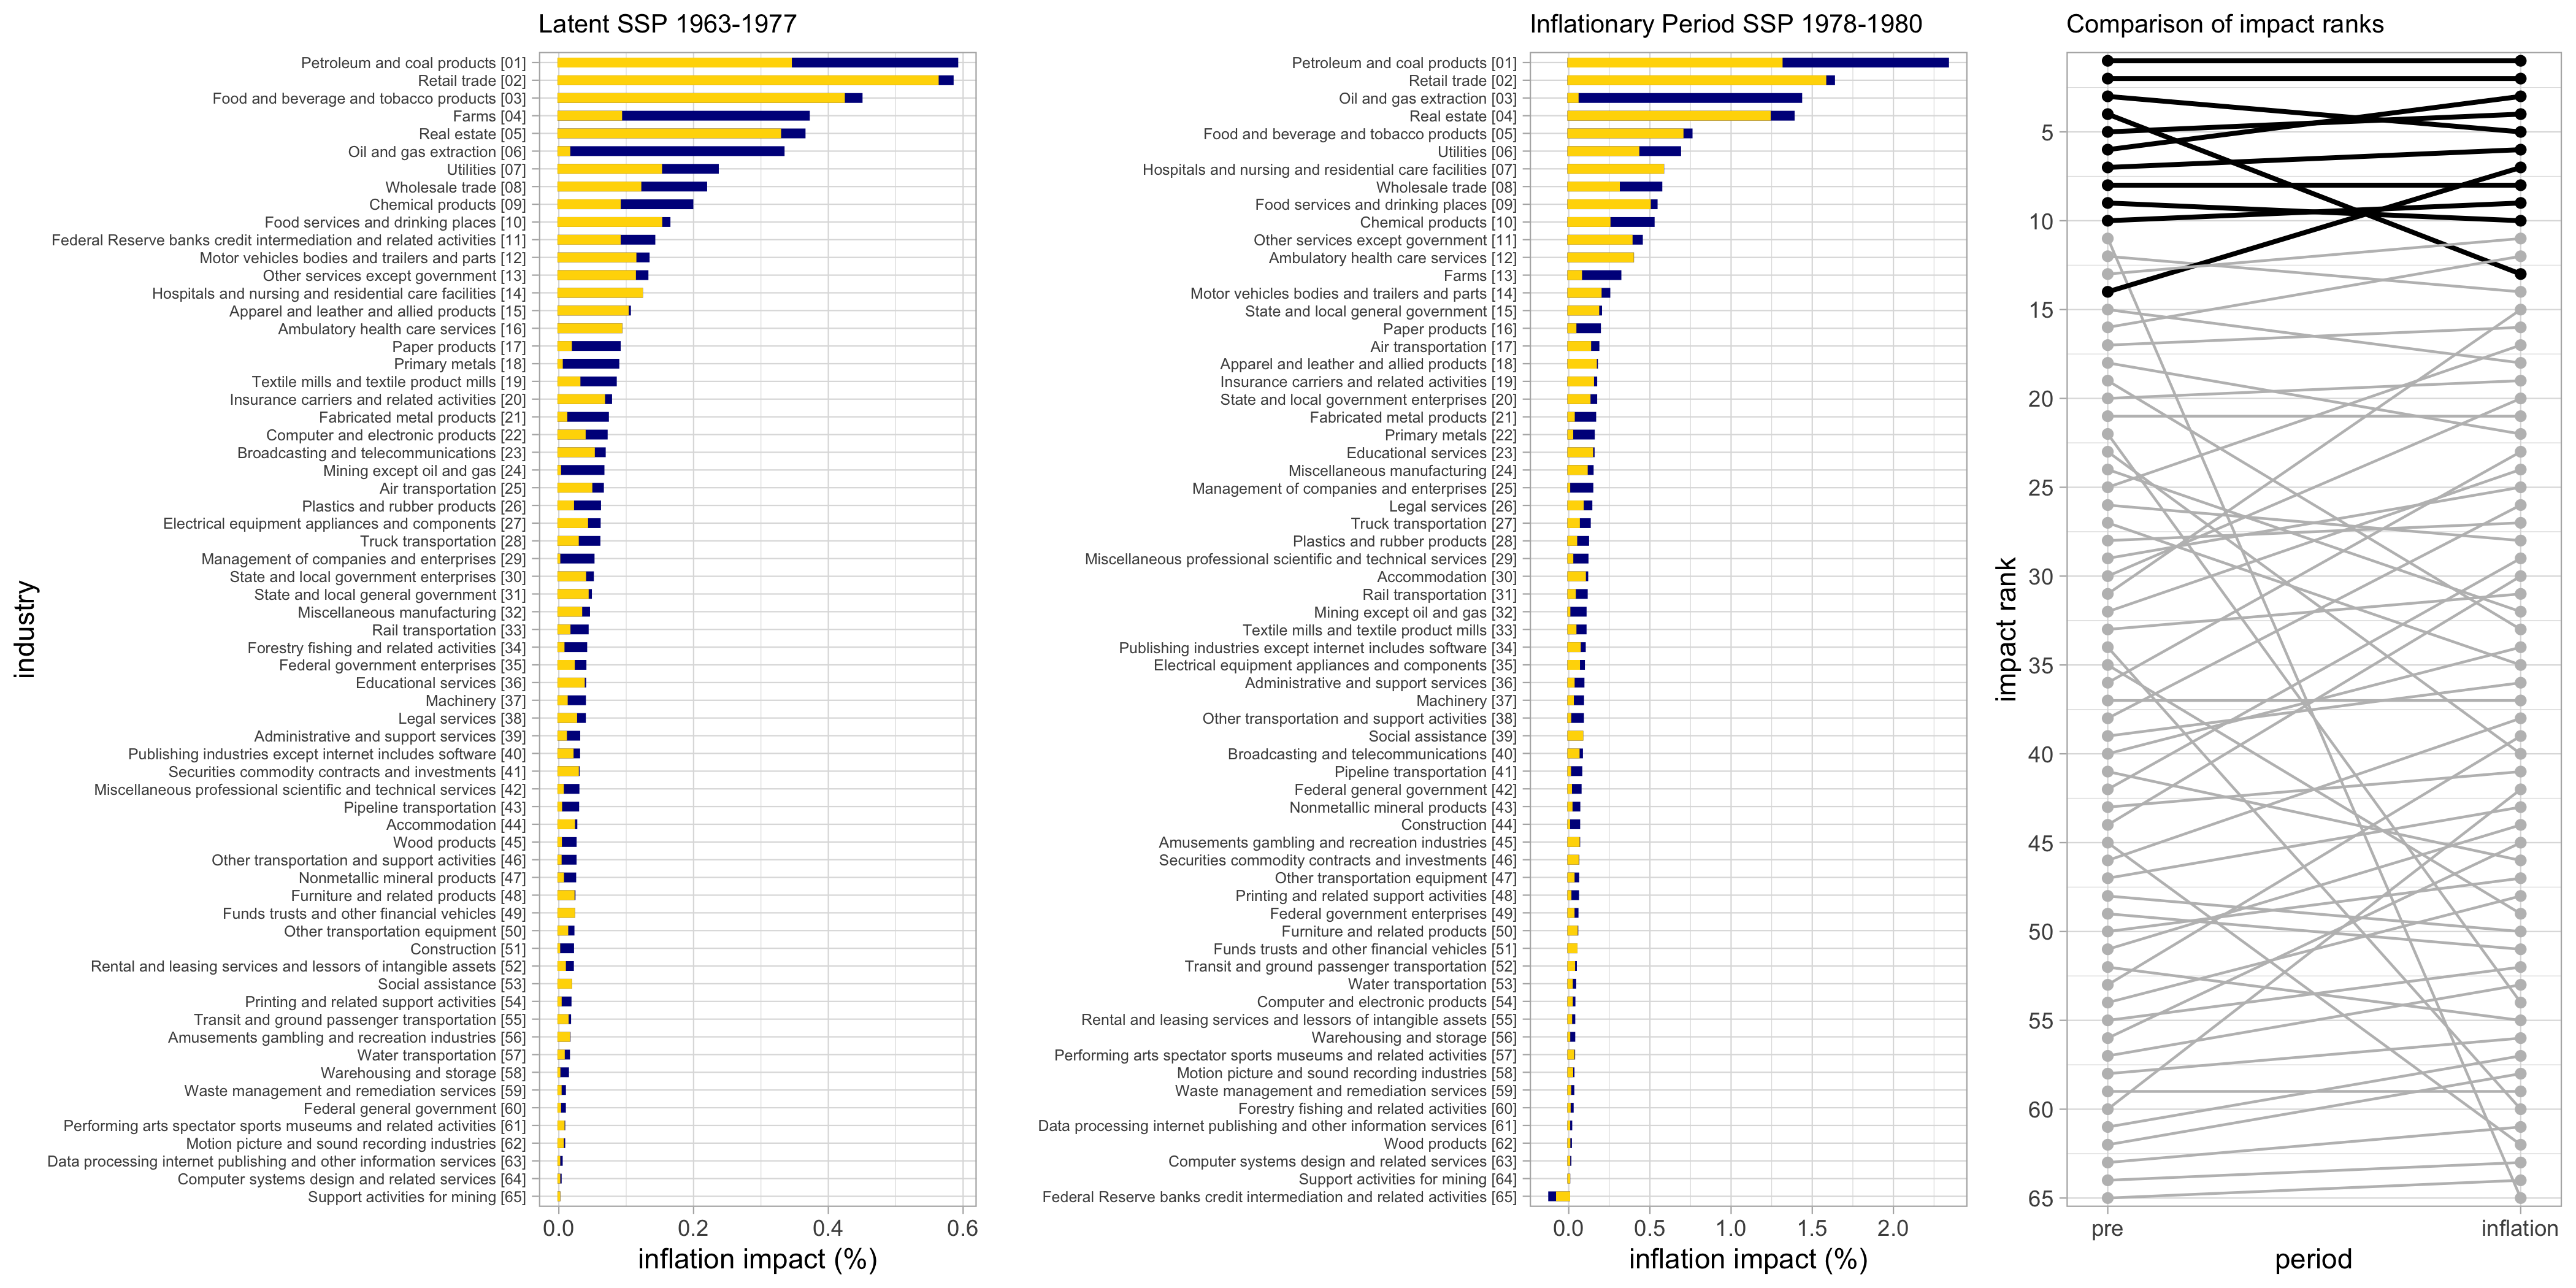 Latent SSP 1963-1977
Petroleum and coal products [01]
Retail trade [02]
Food and beverage and tobacco products [03]
Farms [04]
Real estate [05]
Oil and gas extraction [06]
Utilities [07]
Wholesale trade [08]
Chemical products [09]
Food services and drinking places [10]
Federal Reserve banks credit intermediation and related activities [11]
Motor vehicles bodies and trailers and parts [12]
Other services except government [13]
Hospitals and nursing and residential care facilities [14]
Apparel and leather and allied products [15]
Ambulatory health care services [16]
Paper products [17]
Primary metals [18]
Textile mills and textile product mills [19]
Insurance carriers and related activities [20]
Fabricated metal products [21]
Computer and electronic products [22]
Broadcasting and telecommunications [23]
Mining except oil and gas [24]
Air transportation [25]
Plastics and rubber products [26]
Electrical equipment appliances and components [27]
Truck transportation [28]
Management of companies and enterprises [29]
State and local government enterprises [30]
State and local general government [31]
Miscellaneous manufacturing [32]
Rail transportation [33]
Forestry fishing and related activities [34]
Federal government enterprises [35]
Educational services [36]
Machinery [37]
Legal services [38]
Administrative and support services [39]
Publishing industries except internet includes software [40]
Securities commodity contracts and investments [41]
Miscellaneous professional scientific and technical services [42]
Pipeline transportation [43]
Accommodation [44]
Wood products [45]
Other transportation and support activities [46]
Nonmetallic mineral products [47]
Furniture and related products [48]
Funds trusts and other financial vehicles [49]
Other transportation equipment [50]
Construction [51]
Rental and leasing services and lessors of intangible assets [52]
Social assistance [53]
Printing and related support activities [54]
Transit and ground passenger transportation [55]
Amusements gambling and recreation industries [56]
Water transportation [57]
Warehousing and storage [58]
Waste management and remediation services [59]
Federal general government [60]
Performing arts spectator sports museums and related activities [61]
Motion picture and sound recording industries [62]
Data processing internet publishing and other information services [63]
Computer systems design and related services [64]
Support activities for mining [65]
industry
0.0 0.2 0.4 0.6
inflation impact (%)
Inflationary Period SSP 1978-1980
Petroleum and coal products [01]
Retail trade [02]
Oil and gas extraction [03]
Real estate [04]
Food and beverage and tobacco products [05]
Utilities [06]
Hospitals and nursing and residential care facilities [07]
Wholesale trade [08]
Food services and drinking places [09]
Chemical products [10]
Other services except government [11]
Ambulatory health care services [12]
Farms [13]
Motor vehicles bodies and trailers and parts [14]
State and local general government [15]
Paper products [16]
Air transportation [17]
Apparel and leather and allied products [18]
Insurance carriers and related activities [19]
State and local government enterprises [20]
Fabricated metal products [21]
Primary metals [22]
Educational services [23]
Miscellaneous manufacturing [24]
Management of companies and enterprises [25]
Legal services [26]
Truck transportation [27]
Plastics and rubber products [28]
Miscellaneous professional scientific and technical services [29]
Accommodation [30]
Rail transportation [31]
Mining except oil and gas [32]
Textile mills and textile product mills [33]
Publishing industries except internet includes software [34]
Electrical equipment appliances and components [35]
Administrative and support services [36]
Machinery [37]
Other transportation and support activities [38]
Social assistance [39]
Broadcasting and telecommunications [40]
Pipeline transportation [41]
Federal general government [42]
Nonmetallic mineral products [43]
Construction [44]
Amusements gambling and recreation industries [45]
Securities commodity contracts and investments [46]
Other transportation equipment [47]
Printing and related support activities [48]
Federal government enterprises [49]
Furniture and related products [50]
Funds trusts and other financial vehicles [51]
Transit and ground passenger transportation [52]
Water transportation [53]
Computer and electronic products [54]
Rental and leasing services and lessors of intangible assets [55]
Warehousing and storage [56]
Performing arts spectator sports museums and related activities [57]
Motion picture and sound recording industries [58]
Waste management and remediation services [59]
Forestry fishing and related activities [60]
Data processing internet publishing and other information services [61]
Wood products [62]
Computer systems design and related services [63]
Support activities for mining [64]
Federal Reserve banks credit intermediation and related activities [65]
0.0 0.5 1.0 1.5 2.0
inflation impact (%)
Comparison of impact ranks
impact rank
5
10
15
20
25
30
35
40
45
50
55
60
65
pre inflation
period